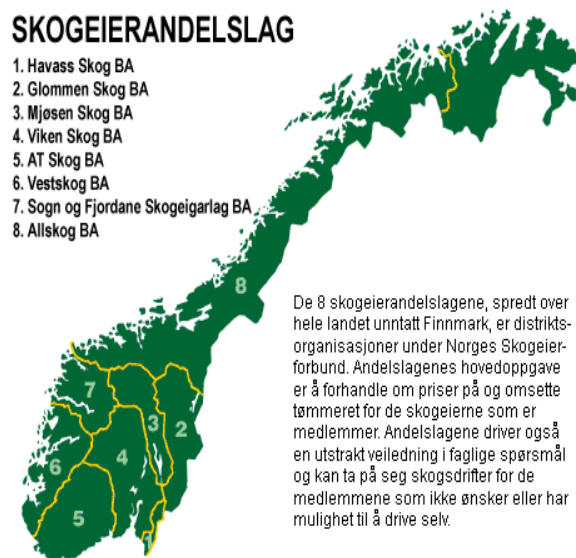 SKOGEIERANDELSLAG
1. Havass Skog BA
2. Glommen Skog BA
3. Mjøsen Skog BA
4. Viken Skog BA
5. AT Skog BA
6. Vestskog BA
7. Sogn og Fjordane Skogeigarlag BA
8. Allskog BA
8
De 8 skogeierandelslagene, spredt over
hele landet unntatt Finnmark, er distrikts-
organisasjoner under Norges Skogeier-
forbund. Andelslagenes hovedoppgave
er å forhandle om priser på og omsette
tømmeret for de skogeierne som er
medlemmer. Andelslagene driver også
en utstrakt veiledning i faglige spørsmål
og kan ta på seg skogsdrifter for de
medlemmene som ikke ønsker eller har
mulighet til å drive selv.
7
3
2
4
6
5
1